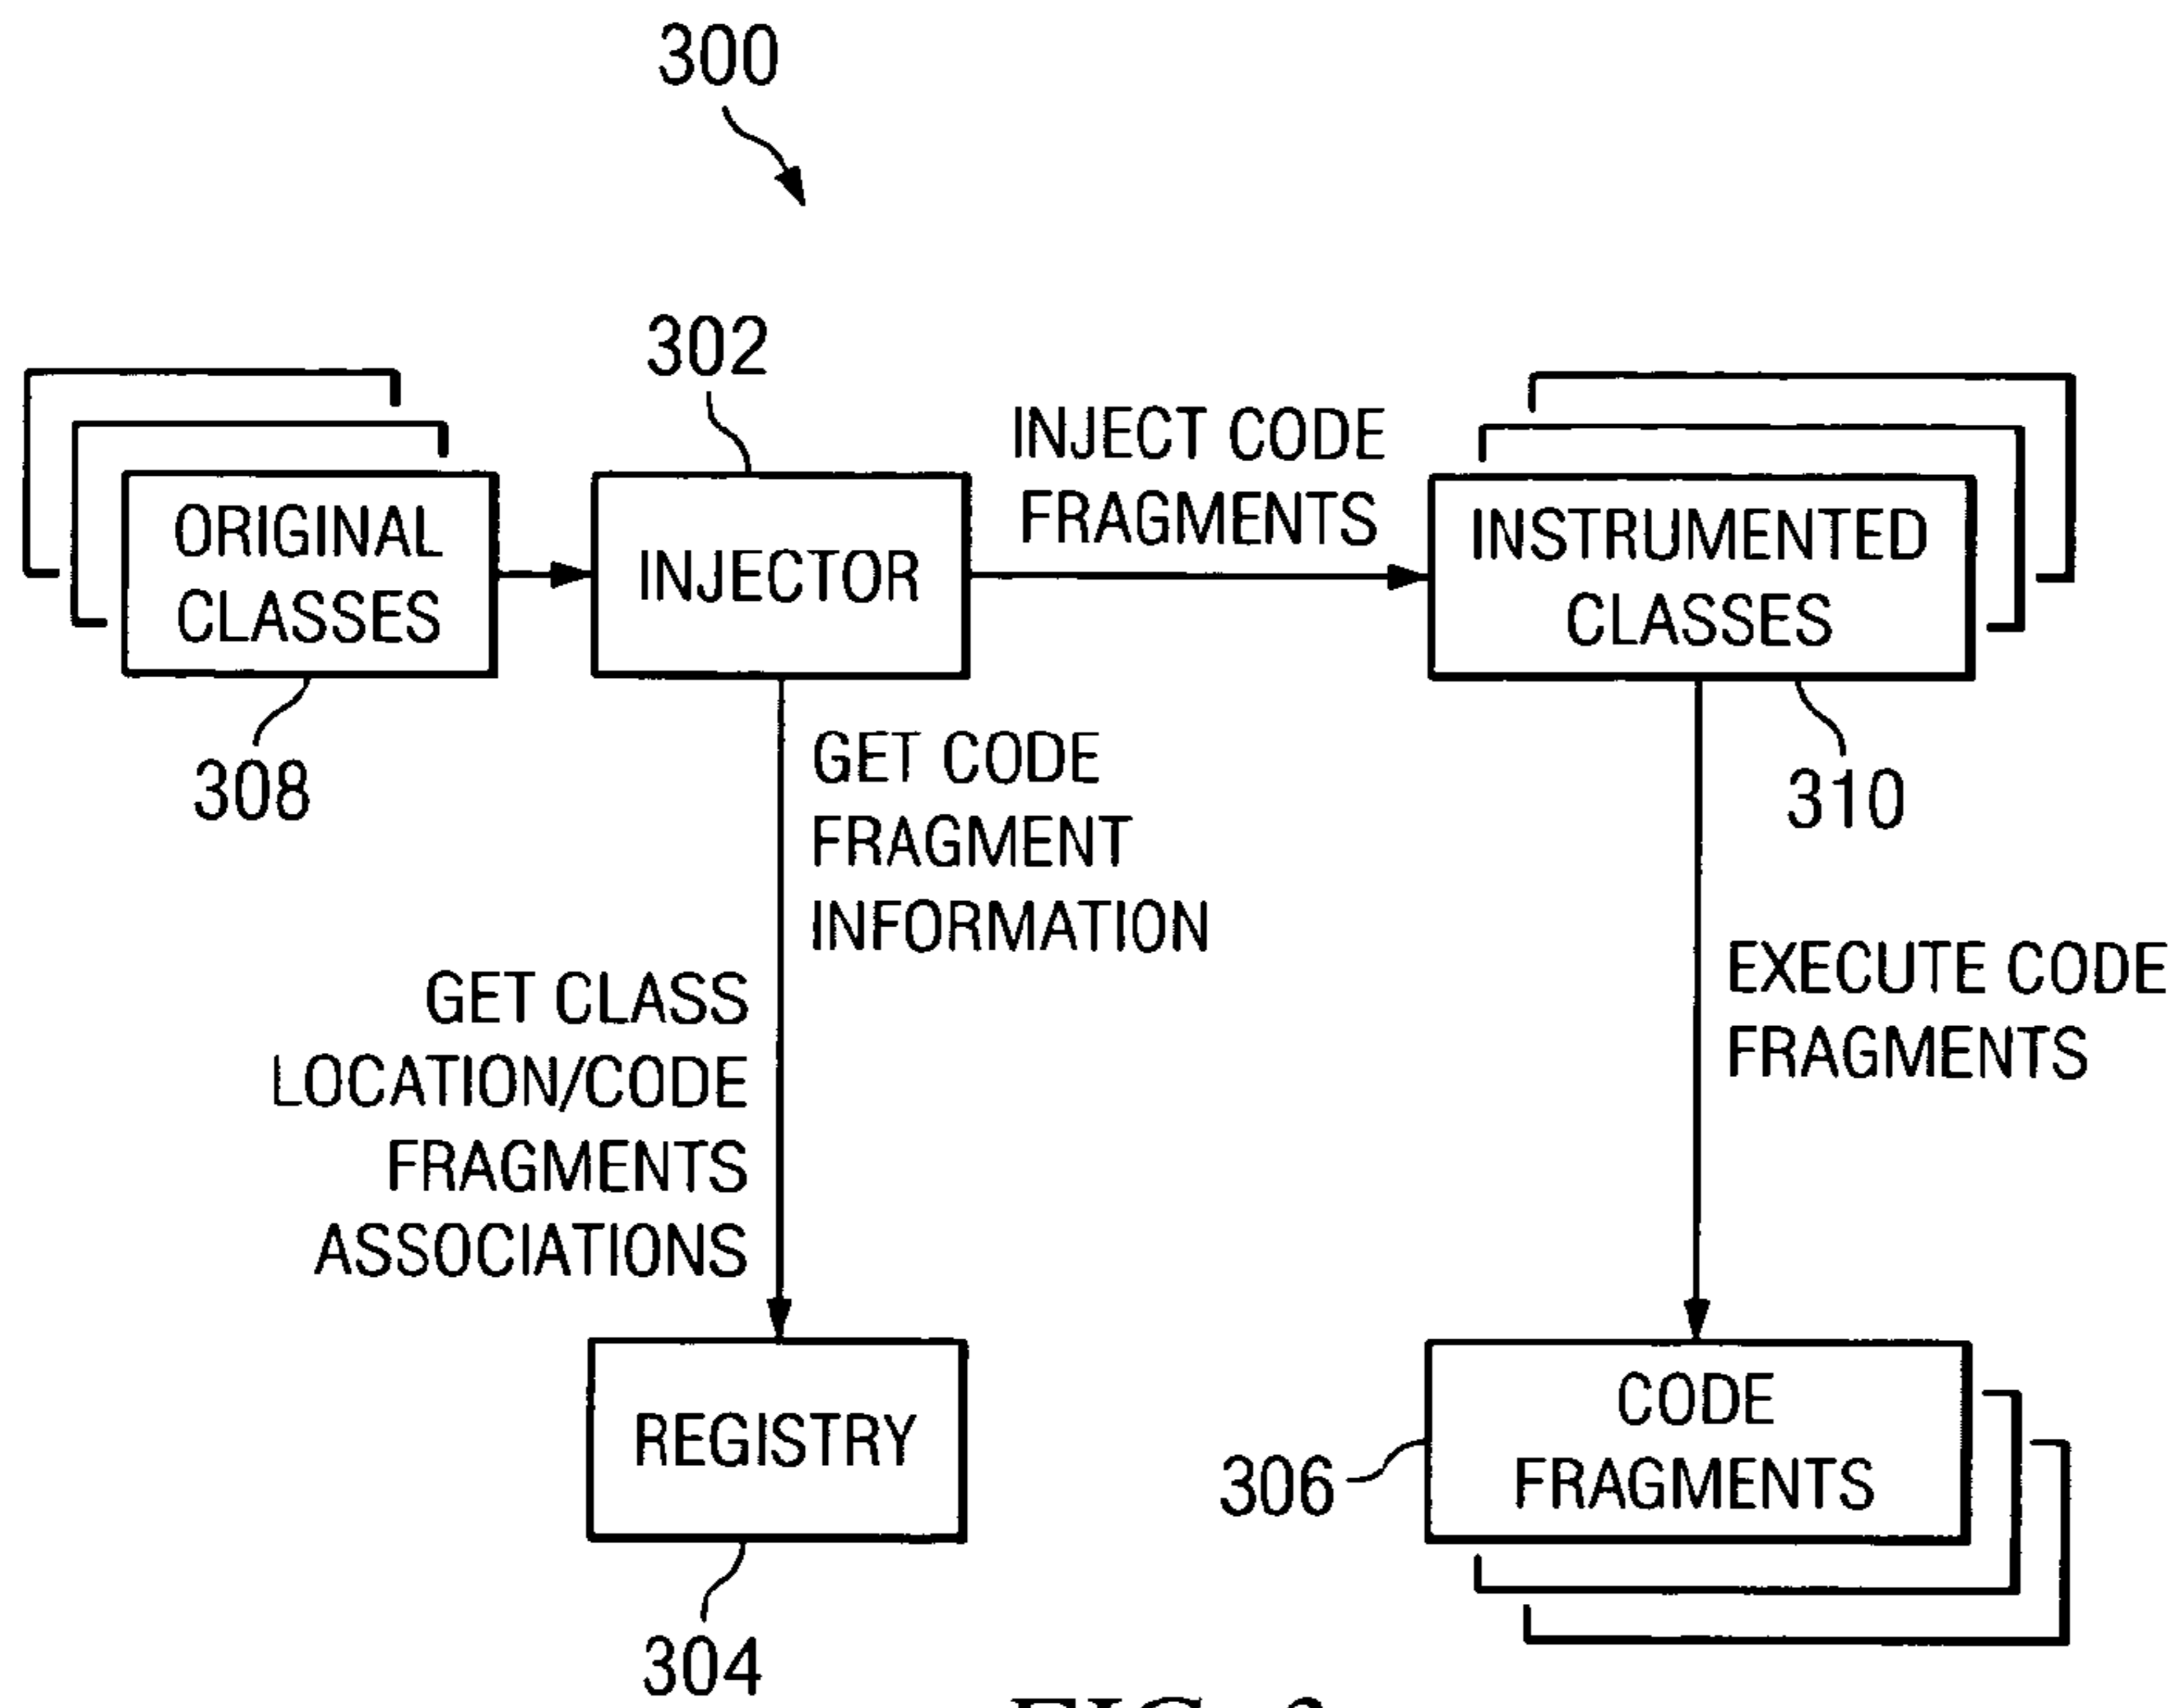 300
302
INJECT CODE
FRAGMENTS
ORIGINAL
CLASSES
INJECTOR
INSTRUMENTED
CLASSES
308
310
GET CODE
FRAGMENT
INFORMATION
GET CLASS
LOCATION/CODE
FRAGMENTS
ASSOCIATIONS
EXECUTE CODE
FRAGMENTS
REGISTRY
CODE
FRAGMENTS
306
304